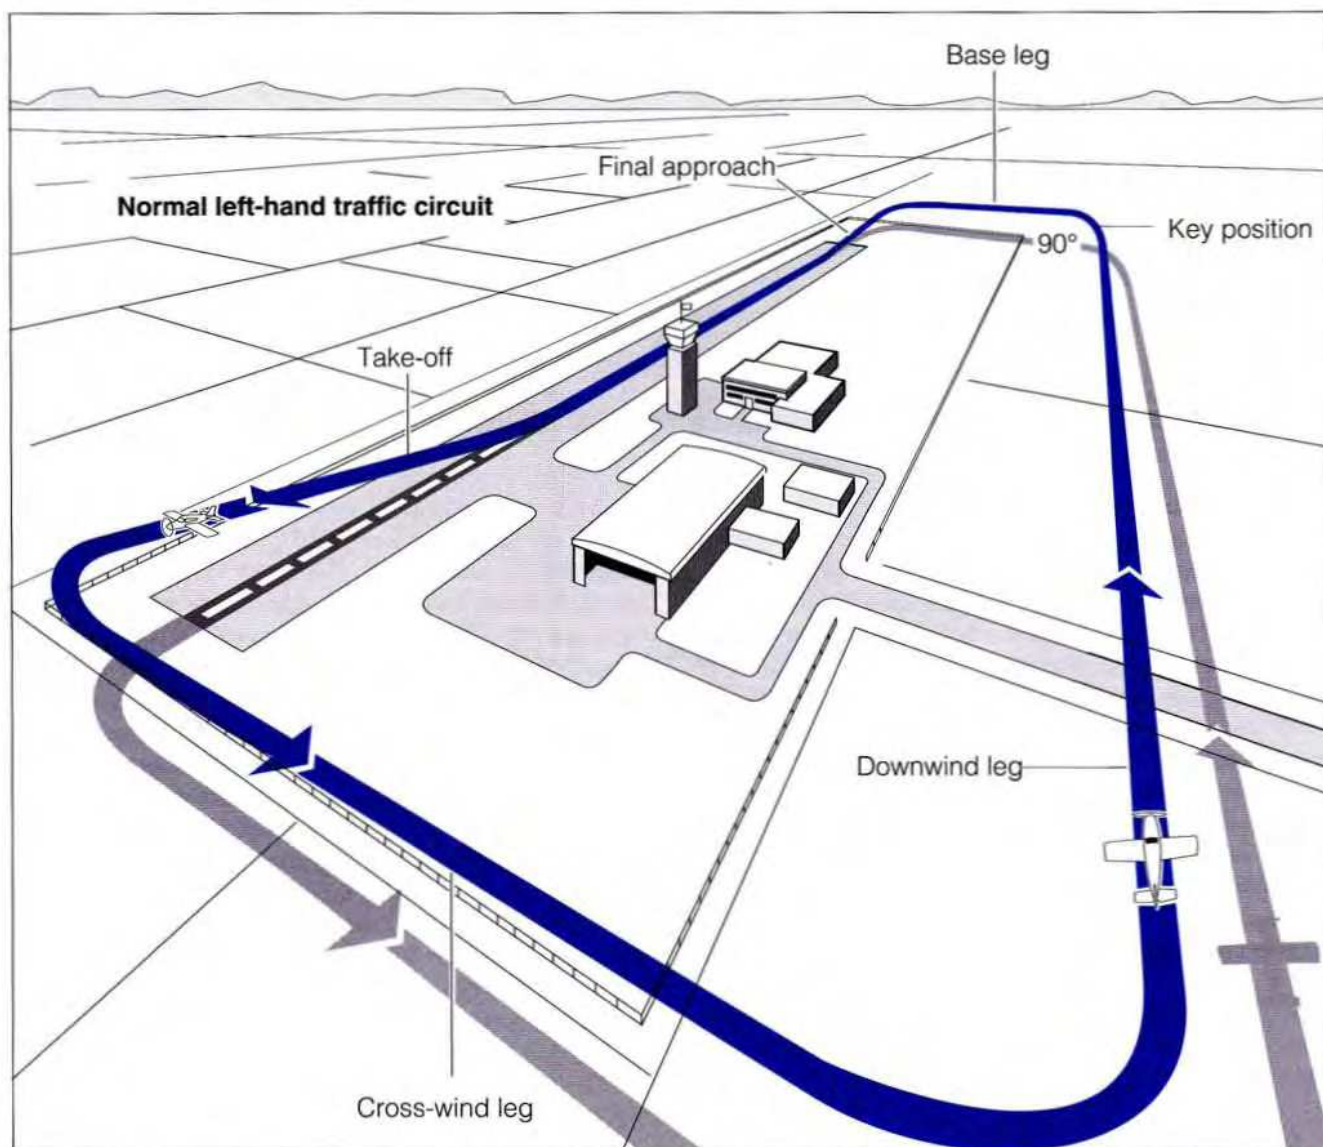 Base leg
Final approach
Normal left-hand traffic circuit
Key position
90°
Take-off
Downwind leg
Cross-wind leg